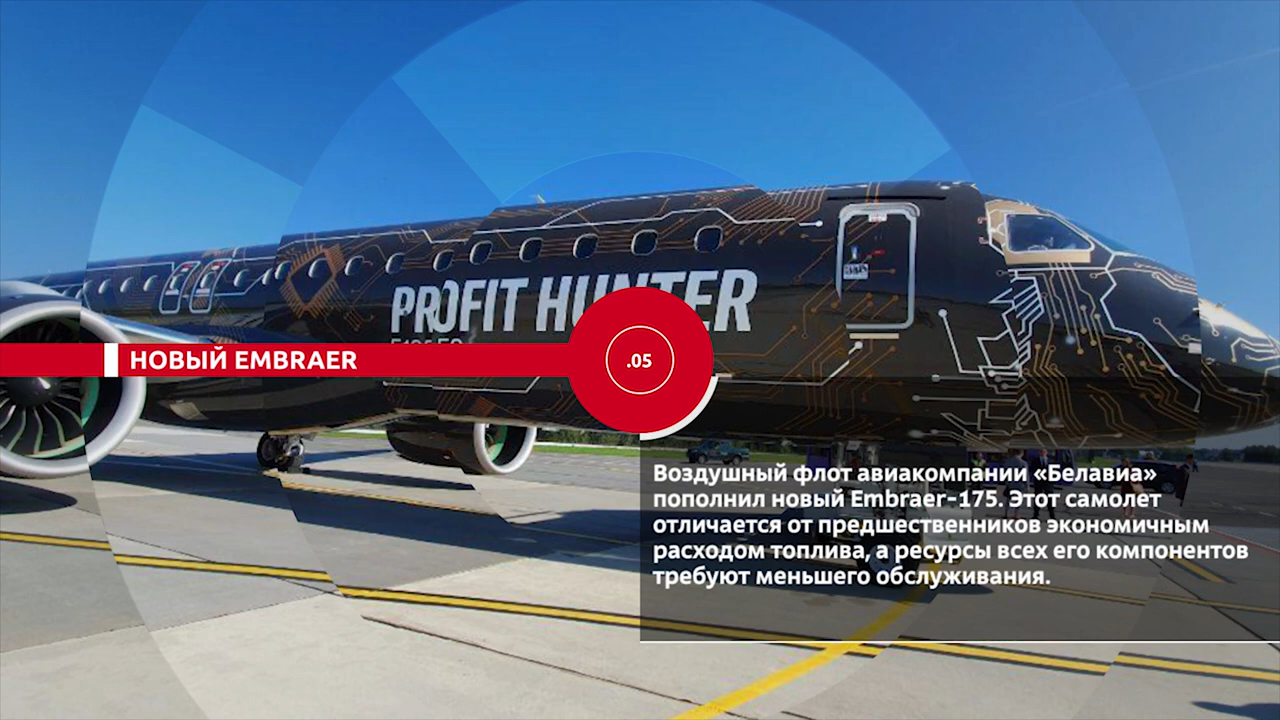 PROFIT HUNTER
НОВЫЙ EMBRAER
.05
Воздушный флот авиакомпании «Белавиа»
пополнил новый Embraer-175. Этот самолет
отличается от предшественников экономичным
расходом топлива, а ресурсы всех его компонентов
требуют меньшего обслуживания.